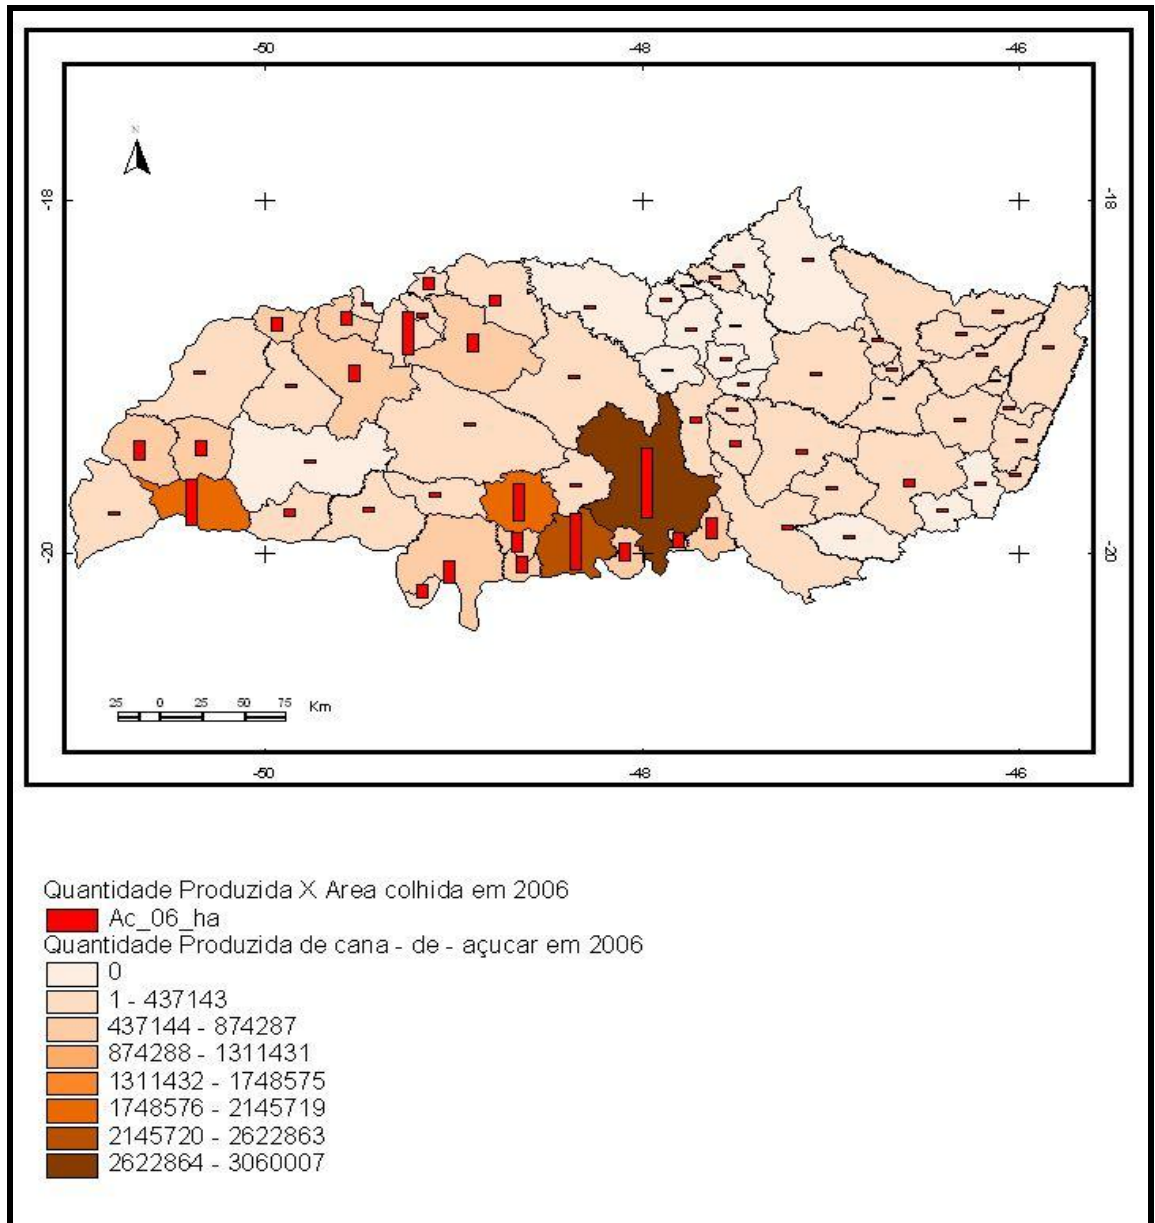 -50 -48 -46
N
-18 -18
-20 -20
25 0 25 50 75 Km
-50 -48 -46
Quantidade Produzida X Area colhida em 2006
Ac_06_ha
Quantidade Produzida de cana - de - açucar em 2006
0
1 - 437143
437144 - 874287
874288 - 1311431
1311432 - 1748575
1748576 - 2145719
2145720 - 2622863
2622864 - 3060007